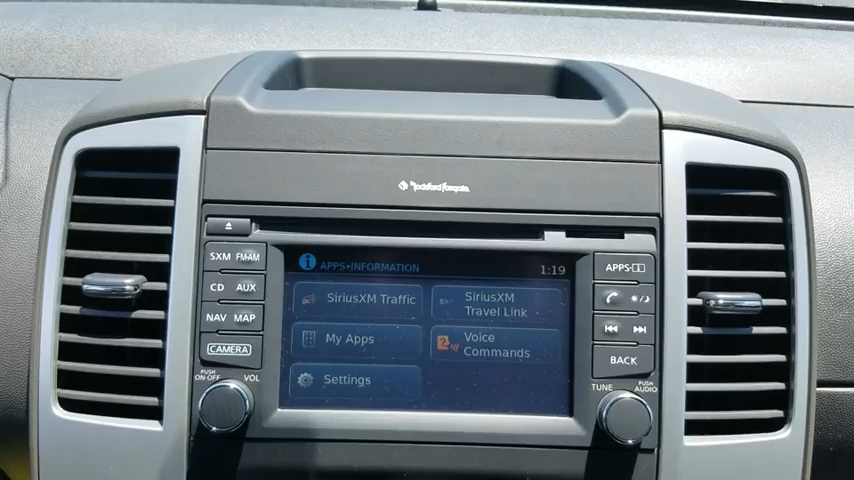 Rockford Fosgate
SXM FM·AM
CD AUX
NAV MAP
CAMERA
PUSH
ON·OFF
VOL
i APPS•INFORMATION 1:19
SiriusXM Traffic
SiriusXM
Travel Link
My Apps
Voice
Commands
Settings
APPS·i
BACK
TUNE
PUSH
AUDIO